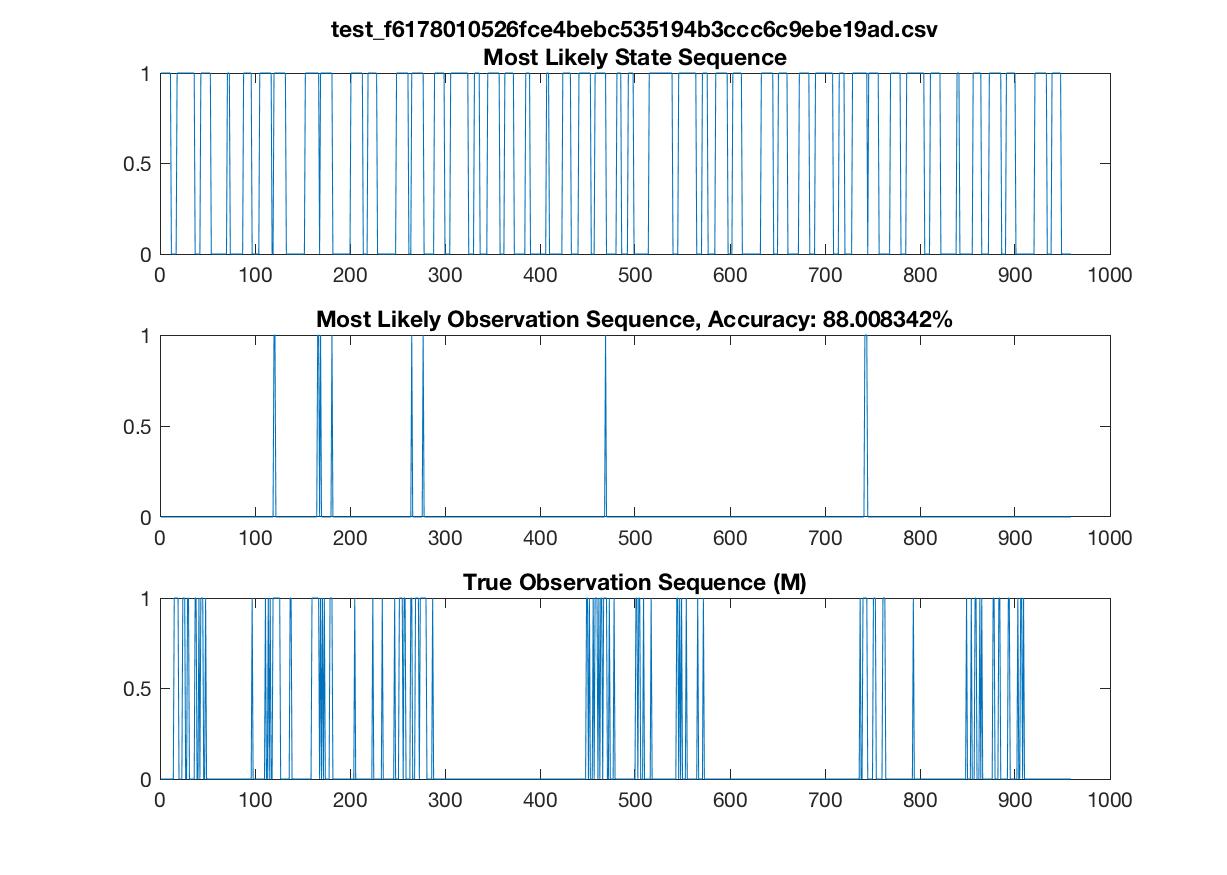 test_f6178010526fce4bebc535194b3ccc6c9ebe19ad.csv
Most Likely State Sequence
1
0.5
0
0 100 200 300 400 500 600 700 800 900 1000
Most Likely Observation Sequence, Accuracy: 88.008342%
1
0.5
0
0 100 200 300 400 500 600 700 800 900 1000
True Observation Sequence (M)
1
0.5
0
0 100 200 300 400 500 600 700 800 900 1000